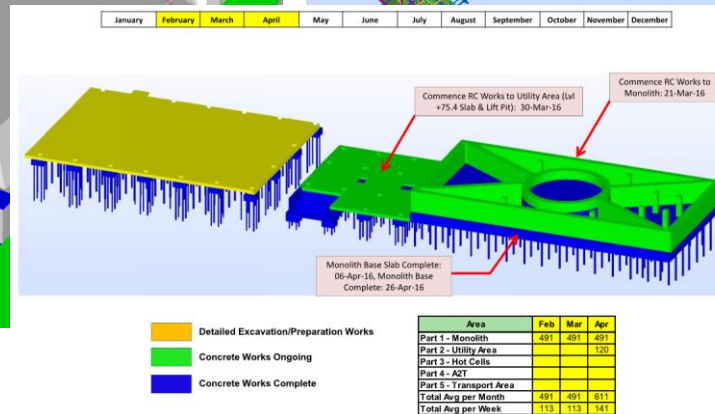 January February March April May June July August September October November December
Commence RC Works to Utility Area (Lvl
+75.4 Slab & Lift Pit): 30-Mar-16
Commence RC Works to
Monolith: 21-Mar-16
Monolith Base Slab Complete:
06-Apr-16, Monolith Base
Complete: 26-Apr-16
Detailed Excavation/Preparation Works
Concrete Works Ongoing
Concrete Works Complete
Area Feb Mar Apr
Part 1 - Monolith 491 491 491
Part 2 - Utility Area 120
Part 3 - Hot Cells
Part 4 - A2T
Part 5 - Transport Area
Total Avg per Month 491 491 611
Total Avg per Week 113 113 141